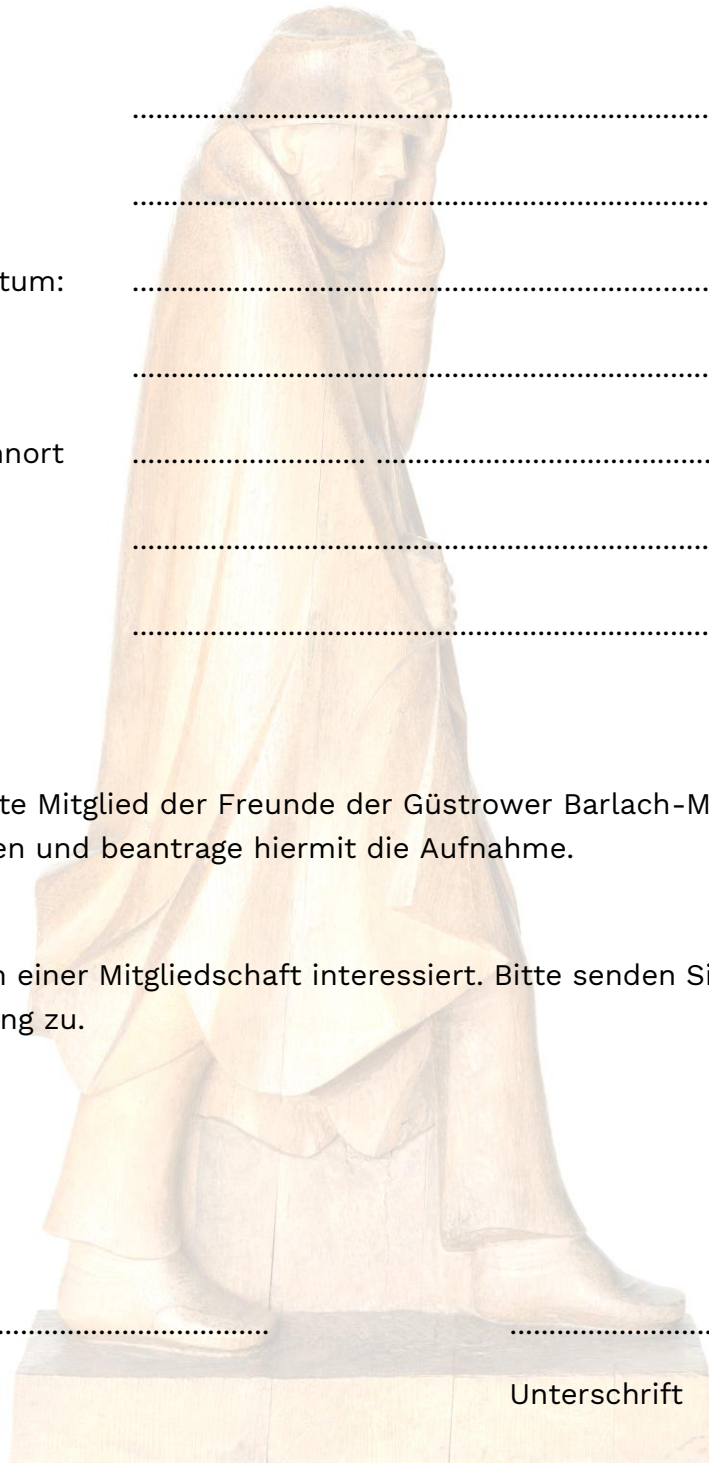 ........................................................................
........................................................................
tum: ........................................................................
........................................................................
nort .............................. ..........................................
........................................................................
........................................................................
te Mitglied der Freunde der Güstrower Barlach-M
en und beantrage hiermit die Aufnahme.
n einer Mitgliedschaft interessiert. Bitte senden Si
ng zu.
................................... .........................
Unterschrift